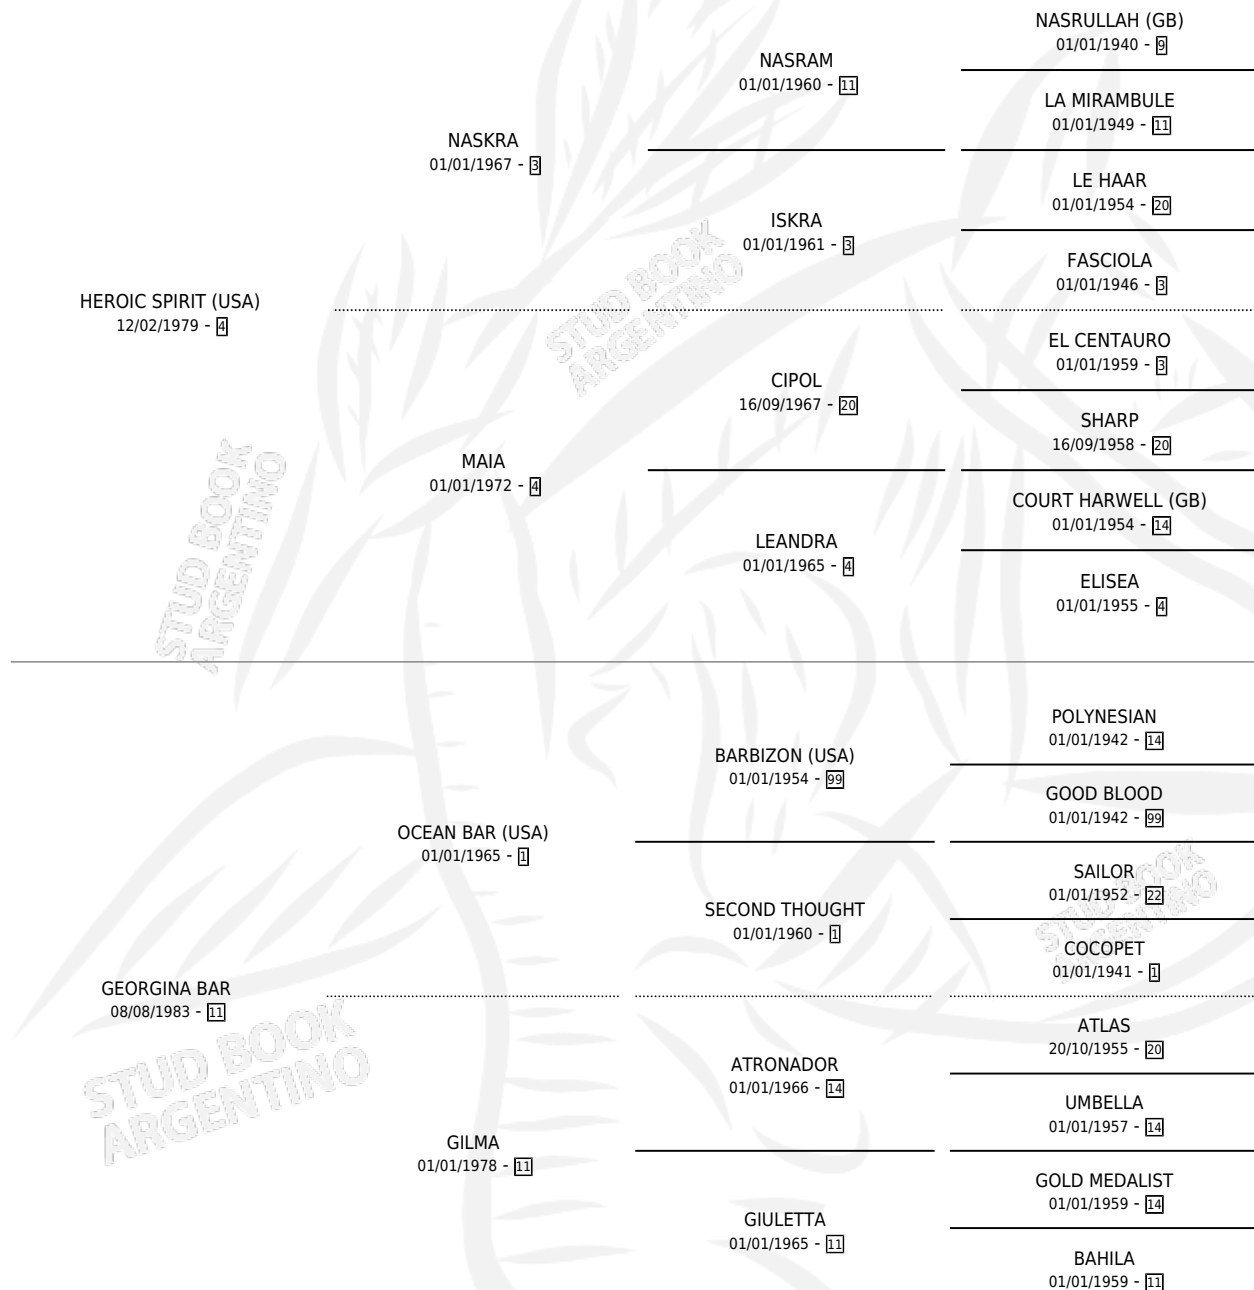 HEROIC SPIRIT (USA)
12/02/1979 - 4
NASKRA
01/01/1967 - 3
NASRAM
01/01/1960 - 11
NASRULLAH (GB)
01/01/1940 - 9
LA MIRAMBULE
01/01/1949 - 11
ISKRA
01/01/1961 - 3
LE HAAR
01/01/1954 - 20
FASCIOLA
01/01/1946 - 3
MAIA
01/01/1972 - 4
CIPOL
16/09/1967 - 20
EL CENTAURO
01/01/1959 - 3
SHARP
16/09/1958 - 20
LEANDRA
01/01/1965 - 4
COURT HARWELL (GB)
01/01/1954 - 14
ELISEA
01/01/1955 - 4
GEORGINA BAR
08/08/1983 - 11
OCEAN BAR (USA)
01/01/1965 - 1
BARBIZON (USA)
01/01/1954 - 99
POLYNESIAN
01/01/1942 - 14
GOOD BLOOD
01/01/1942 - 99
SECOND THOUGHT
01/01/1960 - 1
SAILOR
01/01/1952 - 22
COCOPET
01/01/1941 - 1
GILMA
01/01/1978 - 11
ATRONADOR
01/01/1966 - 14
ATLAS
20/10/1955 - 20
UMBELLA
01/01/1957 - 14
GIULETTA
01/01/1965 - 11
GOLD MEDALIST
01/01/1959 - 14
BAHILA
01/01/1959 - 11
STUD BOOK
ARGENTINO
STUD BOOK
ARGENTINO
STUD BOOK
ARGENTINO
STUD BOOK
ARGENTINO